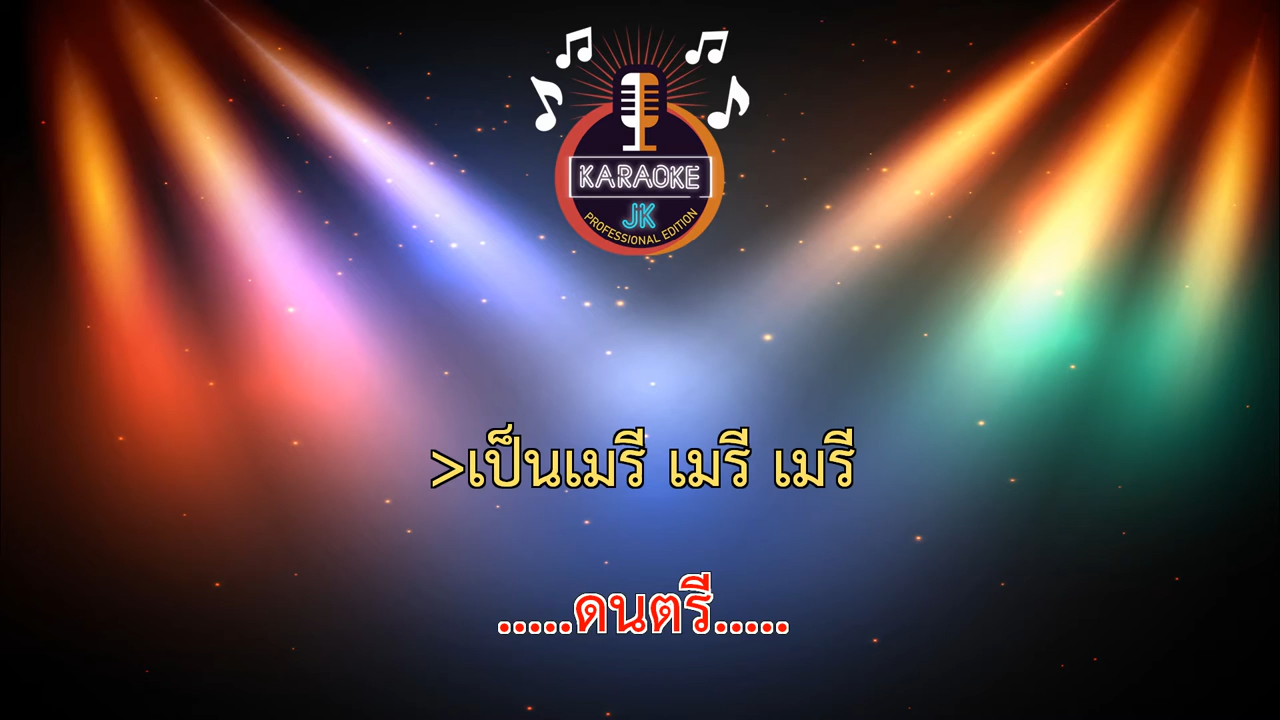 KARAOKE
JK
PROFESSIONAL EDITION
>เป็นเมรี เมรี เมรี
.....ดนตรี.....